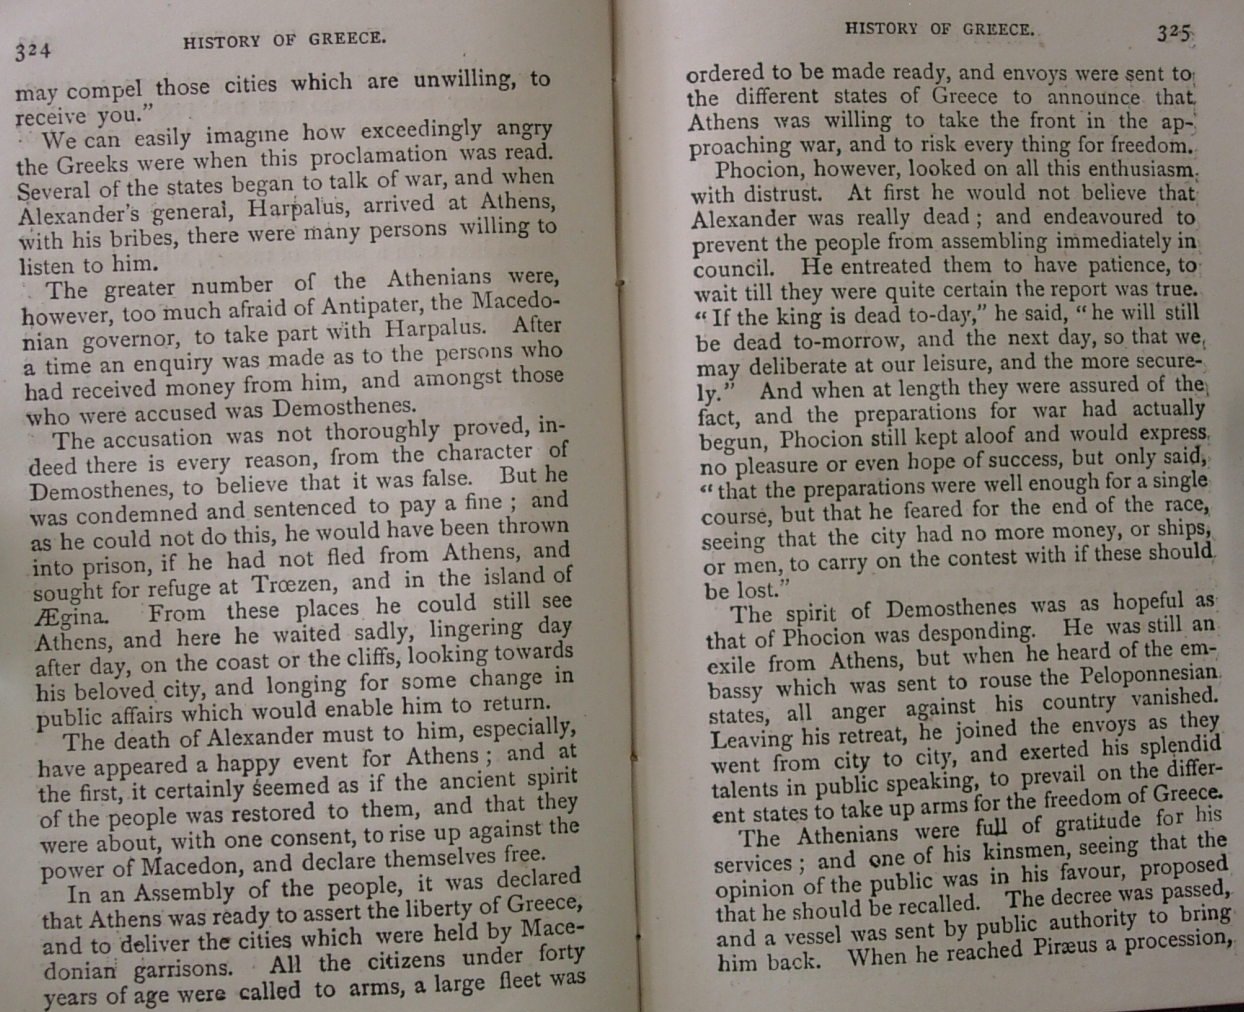 324
HISTORY OF GREECE.
may compel those cities which are unwilling, to
receive you.”
We can easily imagine how exceedingly angry
the Greeks were when this proclamation was read.
Several of the states began to talk of war, and when
Alexander's general, Harpalus, arrived at Athens,
with his bribes, there were many persons willing to
listen to him.
The greater number of the Athenians were,
however, too much afraid of Antipater, the Macedo-
nian governor, to take part with Harpalus. After
a time an enquiry was made as to the persons who
had received money from him, and amongst those
who were accused was Demosthenes.
The accusation was not thoroughly proved, in-
deed there is every reason, from the character of
Demosthenes, to believe that it was false. But he
was condemned and sentenced to pay a fine ; and
as he could not do this, he would have been thrown
into prison, if he had not fled from Athens, and
sought for refuge at Trœzen, and in the island of
Ægina. From these places he could still see
Athens, and here he waited sadly, lingering day
after day, on the coast or the cliffs, looking towards
his beloved city, and longing for some change in
public affairs which would enable him to return.
The death of Alexander must to him, especially,
have appeared a happy event for Athens ; and at
the first, it certainly seemed as if the ancient spirit
of the people was restored to them, and that they
were about, with one consent, to rise up against the
power of Macedon, and declare themselves free.
In an Assembly of the people, it was declared
that Athens was ready to assert the liberty of Greece,
and to deliver the cities which were held by Mace-
donian garrisons. All the citizens under forty
years of age were called to arms, a large fleet was
HISTORY OF GREECE.
325
ordered to be made ready, and envoys were sent to
the different states of Greece to announce that
Athens was willing to take the front in the ap-
proaching war, and to risk every thing for freedom.
Phocion, however, looked on all this enthusiasm
with distrust. At first he would not believe that
Alexander was really dead ; and endeavoured to
prevent the people from assembling immediately in
council. He entreated them to have patience, to
wait till they were quite certain the report was true.
“ If the king is dead to-day,” he said, “ he will still
be dead to-morrow, and the next day, so that we
may deliberate at our leisure, and the more secure-
ly.” And when at length they were assured of the
fact, and the preparations for war had actually
begun, Phocion still kept aloof and would express
no pleasure or even hope of success, but only said,
“ that the preparations were well enough for a single
course, but that he feared for the end of the race,
seeing that the city had no more money, or ships,
or men, to carry on the contest with if these should
be lost.”
The spirit of Demosthenes was as hopeful as
that of Phocion was desponding. He was still an
exile from Athens, but when he heard of the em-
bassy which was sent to rouse the Peloponnesian
states, all anger against his country vanished.
Leaving his retreat, he joined the envoys as they
went from city to city, and exerted his splendid
talents in public speaking, to prevail on the differ-
ent states to take up arms for the freedom of Greece.
The Athenians were full of gratitude for his
services ; and one of his kinsmen, seeing that the
opinion of the public was in his favour, proposed
that he should be recalled. The decree was passed,
and a vessel was sent by public authority to bring
him back. When he reached Piræus a procession,